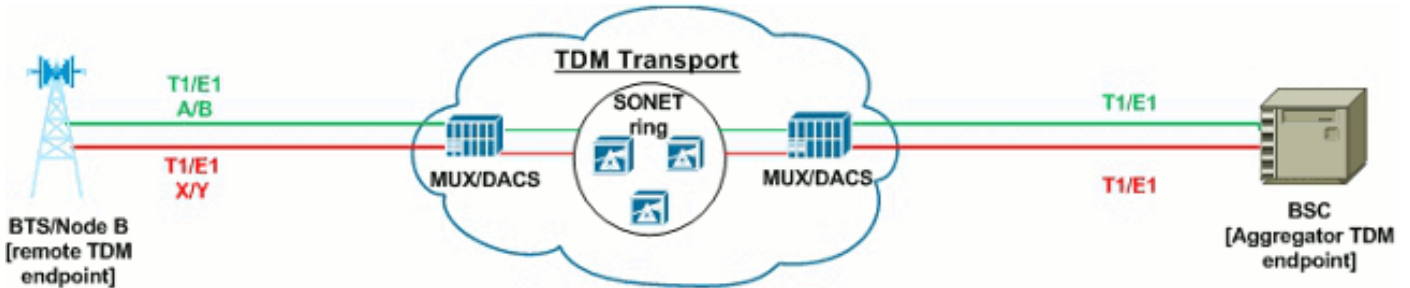 TDM Transport
T1/E1
A/B
SONET
ring
T1/E1
MUX/DACS
MUX/DACS
T1/E1
X/Y
T1/E1
BTS/Node B
[remote TDM
endpoint]
BSC
[Aggregator TDM
endpoint]